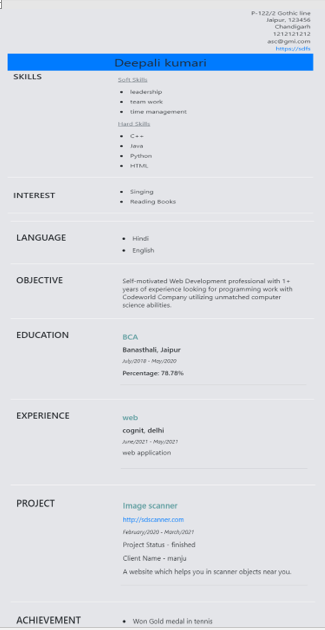 P-122/2 Gothic line
Jaipur, 123456
Chandigarh
1212121212
asc@gmi.com
https://sdfs
Deepali kumari
SKILLS
Soft Skills
leadership
team work
time management
Hard Skills
C++
Java
Python
HTML
INTEREST
Singing
Reading Books
LANGUAGE
Hindi
English
OBJECTIVE
Self-motivated Web Development professional with 1+
years of experience looking for programming work with
Codeworld Company utilizing unmatched computer
science abilities.
EDUCATION
BCA
Banasthali, Jaipur
July/2018 - May/2020
Percentage: 78.78%
EXPERIENCE
web
cognit, delhi
June/2021 - May/2021
web application
PROJECT
Image scanner
http://sdscanner.com
February/2020 - March/2021
Project Status - finished
Client Name - manju
A website which helps you in scanner objects near you.
ACHIEVEMENT
Won Gold medal in tennis